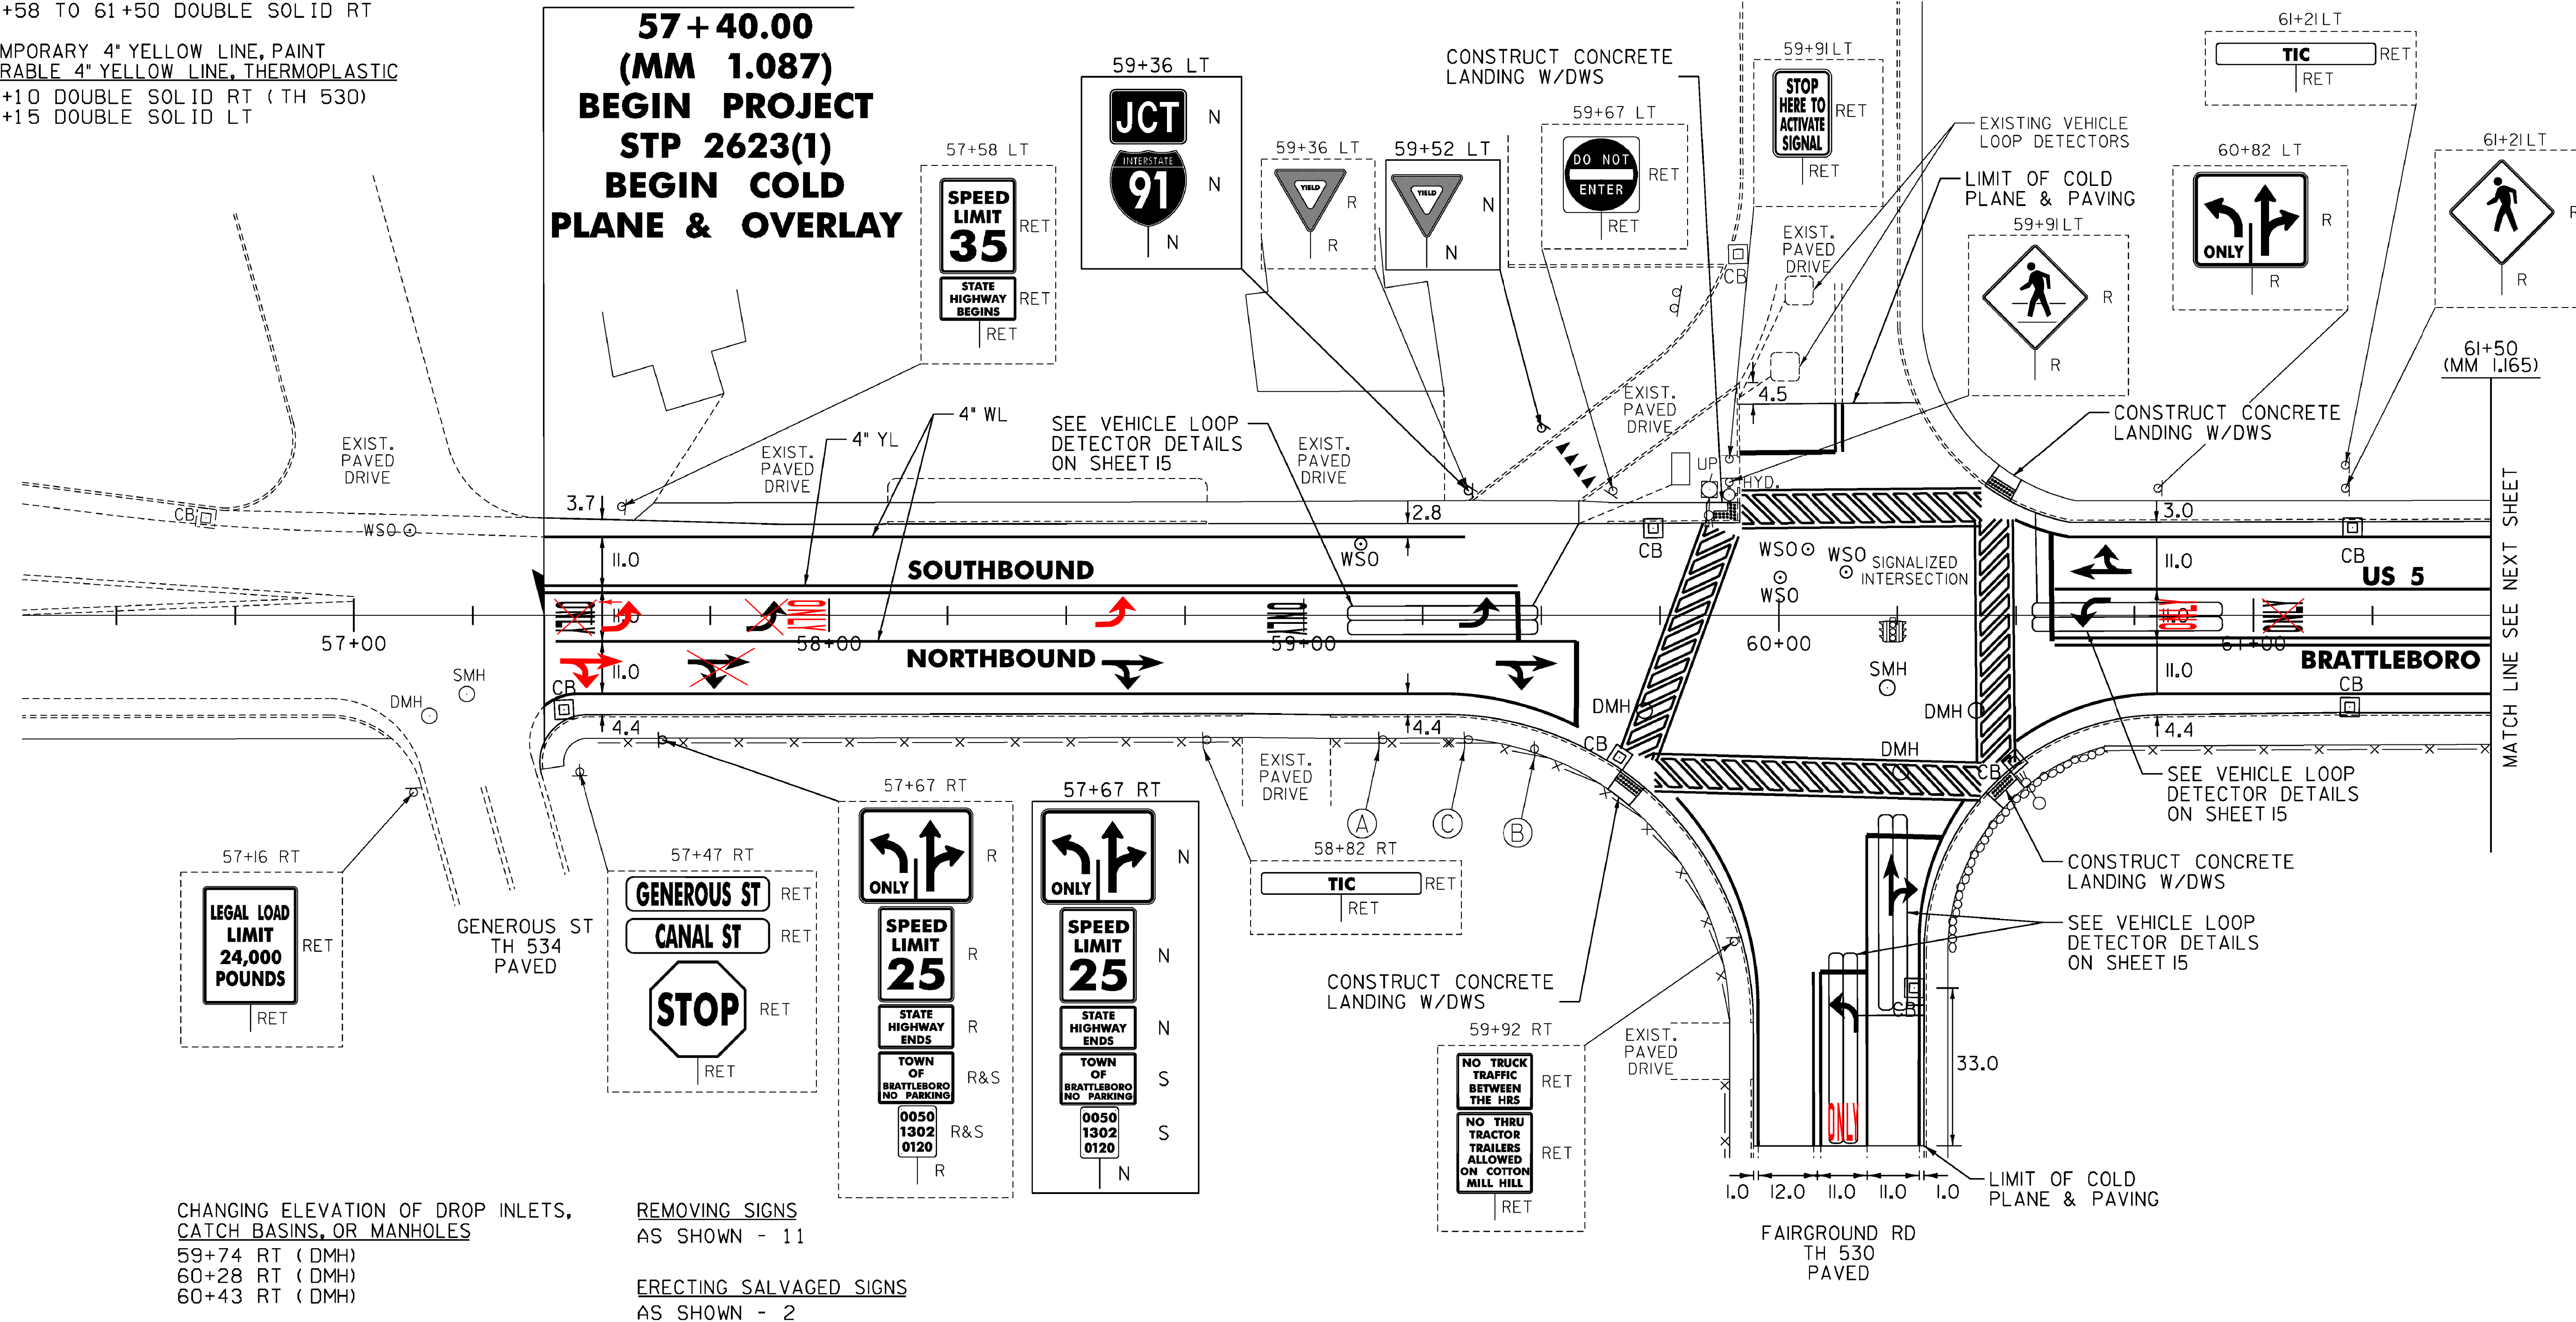 +58 TO 61+50 DOUBLE SOLID RT
MPORARY 4" YELLOW LINE, PAINT
RABLE 4" YELLOW LINE, THERMOPLASTIC
+10 DOUBLE SOLID RT (TH 530)
+15 DOUBLE SOLID LT
57+40.00
(MM 1.087)
BEGIN PROJECT
STP 2623(1)
BEGIN COLD
PLANE & OVERLAY
57+58 LT
SPEED
LIMIT
35
RET
STATE
HIGHWAY
BEGINS
RET
RET
59+36 LT
JCT
N
INTERSTATE
91
N
N
59+36 LT
YIELD
R
R
59+52 LT
YIELD
N
N
CONSTRUCT CONCRETE
LANDING W/DWS
59+67 LT
DO NOT
ENTER
RET
RET
59+91 LT
STOP
HERE TO
ACTIVATE
SIGNAL
RET
RET
EXISTING VEHICLE
LOOP DETECTORS
LIMIT OF COLD
PLANE & PAVING
59+91 LT
R
R
61+21 LT
TIC
RET
RET
60+82 LT
ONLY
R
R
61+21 LT
R
R
61+50
(MM 1.165)
MATCH LINE SEE NEXT SHEET
CONSTRUCT CONCRETE
LANDING W/DWS
EXIST.
PAVED
DRIVE
CB
EXIST.
PAVED
DRIVE
4.5
EXIST.
PAVED
DRIVE
EXIST.
PAVED
DRIVE
SEE VEHICLE LOOP
DETECTOR DETAILS
ON SHEET 15
4" WL
4" YL
EXIST.
PAVED
DRIVE
UP
HYD.
CB
WSO
3.7
2.8
3.0
WSO
CB
WSO
WSO
WSO
SIGNALIZED
INTERSECTION
CB
11.0
SOUTHBOUND
11.0
US 5
ONLY
11.0
ONLY
ONLY
ONLY
11.0
ONLY
57+00
58+00
59+00
60+00
61+00
NORTHBOUND
11.0
11.0
BRATTLEBORO
SMH
DMH
CB
SMH
DMH
DMH
CB
4.4
4.4
4.4
CB
DMH
CB
EXIST.
PAVED
DRIVE
A
C
B
SEE VEHICLE LOOP
DETECTOR DETAILS
ON SHEET 15
57+16 RT
LEGAL LOAD
LIMIT
24,000
POUNDS
RET
RET
GENEROUS ST
TH 534
PAVED
57+47 RT
GENEROUS ST
RET
CANAL ST
RET
STOP
RET
RET
57+67 RT
ONLY
R
SPEED
LIMIT
25
R
STATE
HIGHWAY
ENDS
R
TOWN
OF
BRATTLEBORO
NO PARKING
R&S
0050
1302
0120
R&S
R
57+67 RT
ONLY
N
SPEED
LIMIT
25
N
STATE
HIGHWAY
ENDS
N
TOWN
OF
BRATTLEBORO
NO PARKING
S
0050
1302
0120
S
N
58+82 RT
TIC
RET
RET
CONSTRUCT CONCRETE
LANDING W/DWS
CONSTRUCT CONCRETE
LANDING W/DWS
SEE VEHICLE LOOP
DETECTOR DETAILS
ON SHEET 15
59+92 RT
NO TRUCK
TRAFFIC
BETWEEN
THE HRS
RET
NO THRU
TRACTOR
TRAILERS
ALLOWED
ON COTTON
MILL HILL
RET
RET
EXIST.
PAVED
DRIVE
CB
33.0
ONLY
1.0 12.0 11.0 11.0 1.0
LIMIT OF COLD
PLANE & PAVING
FAIRGROUND RD
TH 530
PAVED
CHANGING ELEVATION OF DROP INLETS,
CATCH BASINS, OR MANHOLES
59+74 RT (DMH)
60+28 RT (DMH)
60+43 RT (DMH)
REMOVING SIGNS
AS SHOWN - 11
ERECTING SALVAGED SIGNS
AS SHOWN - 2